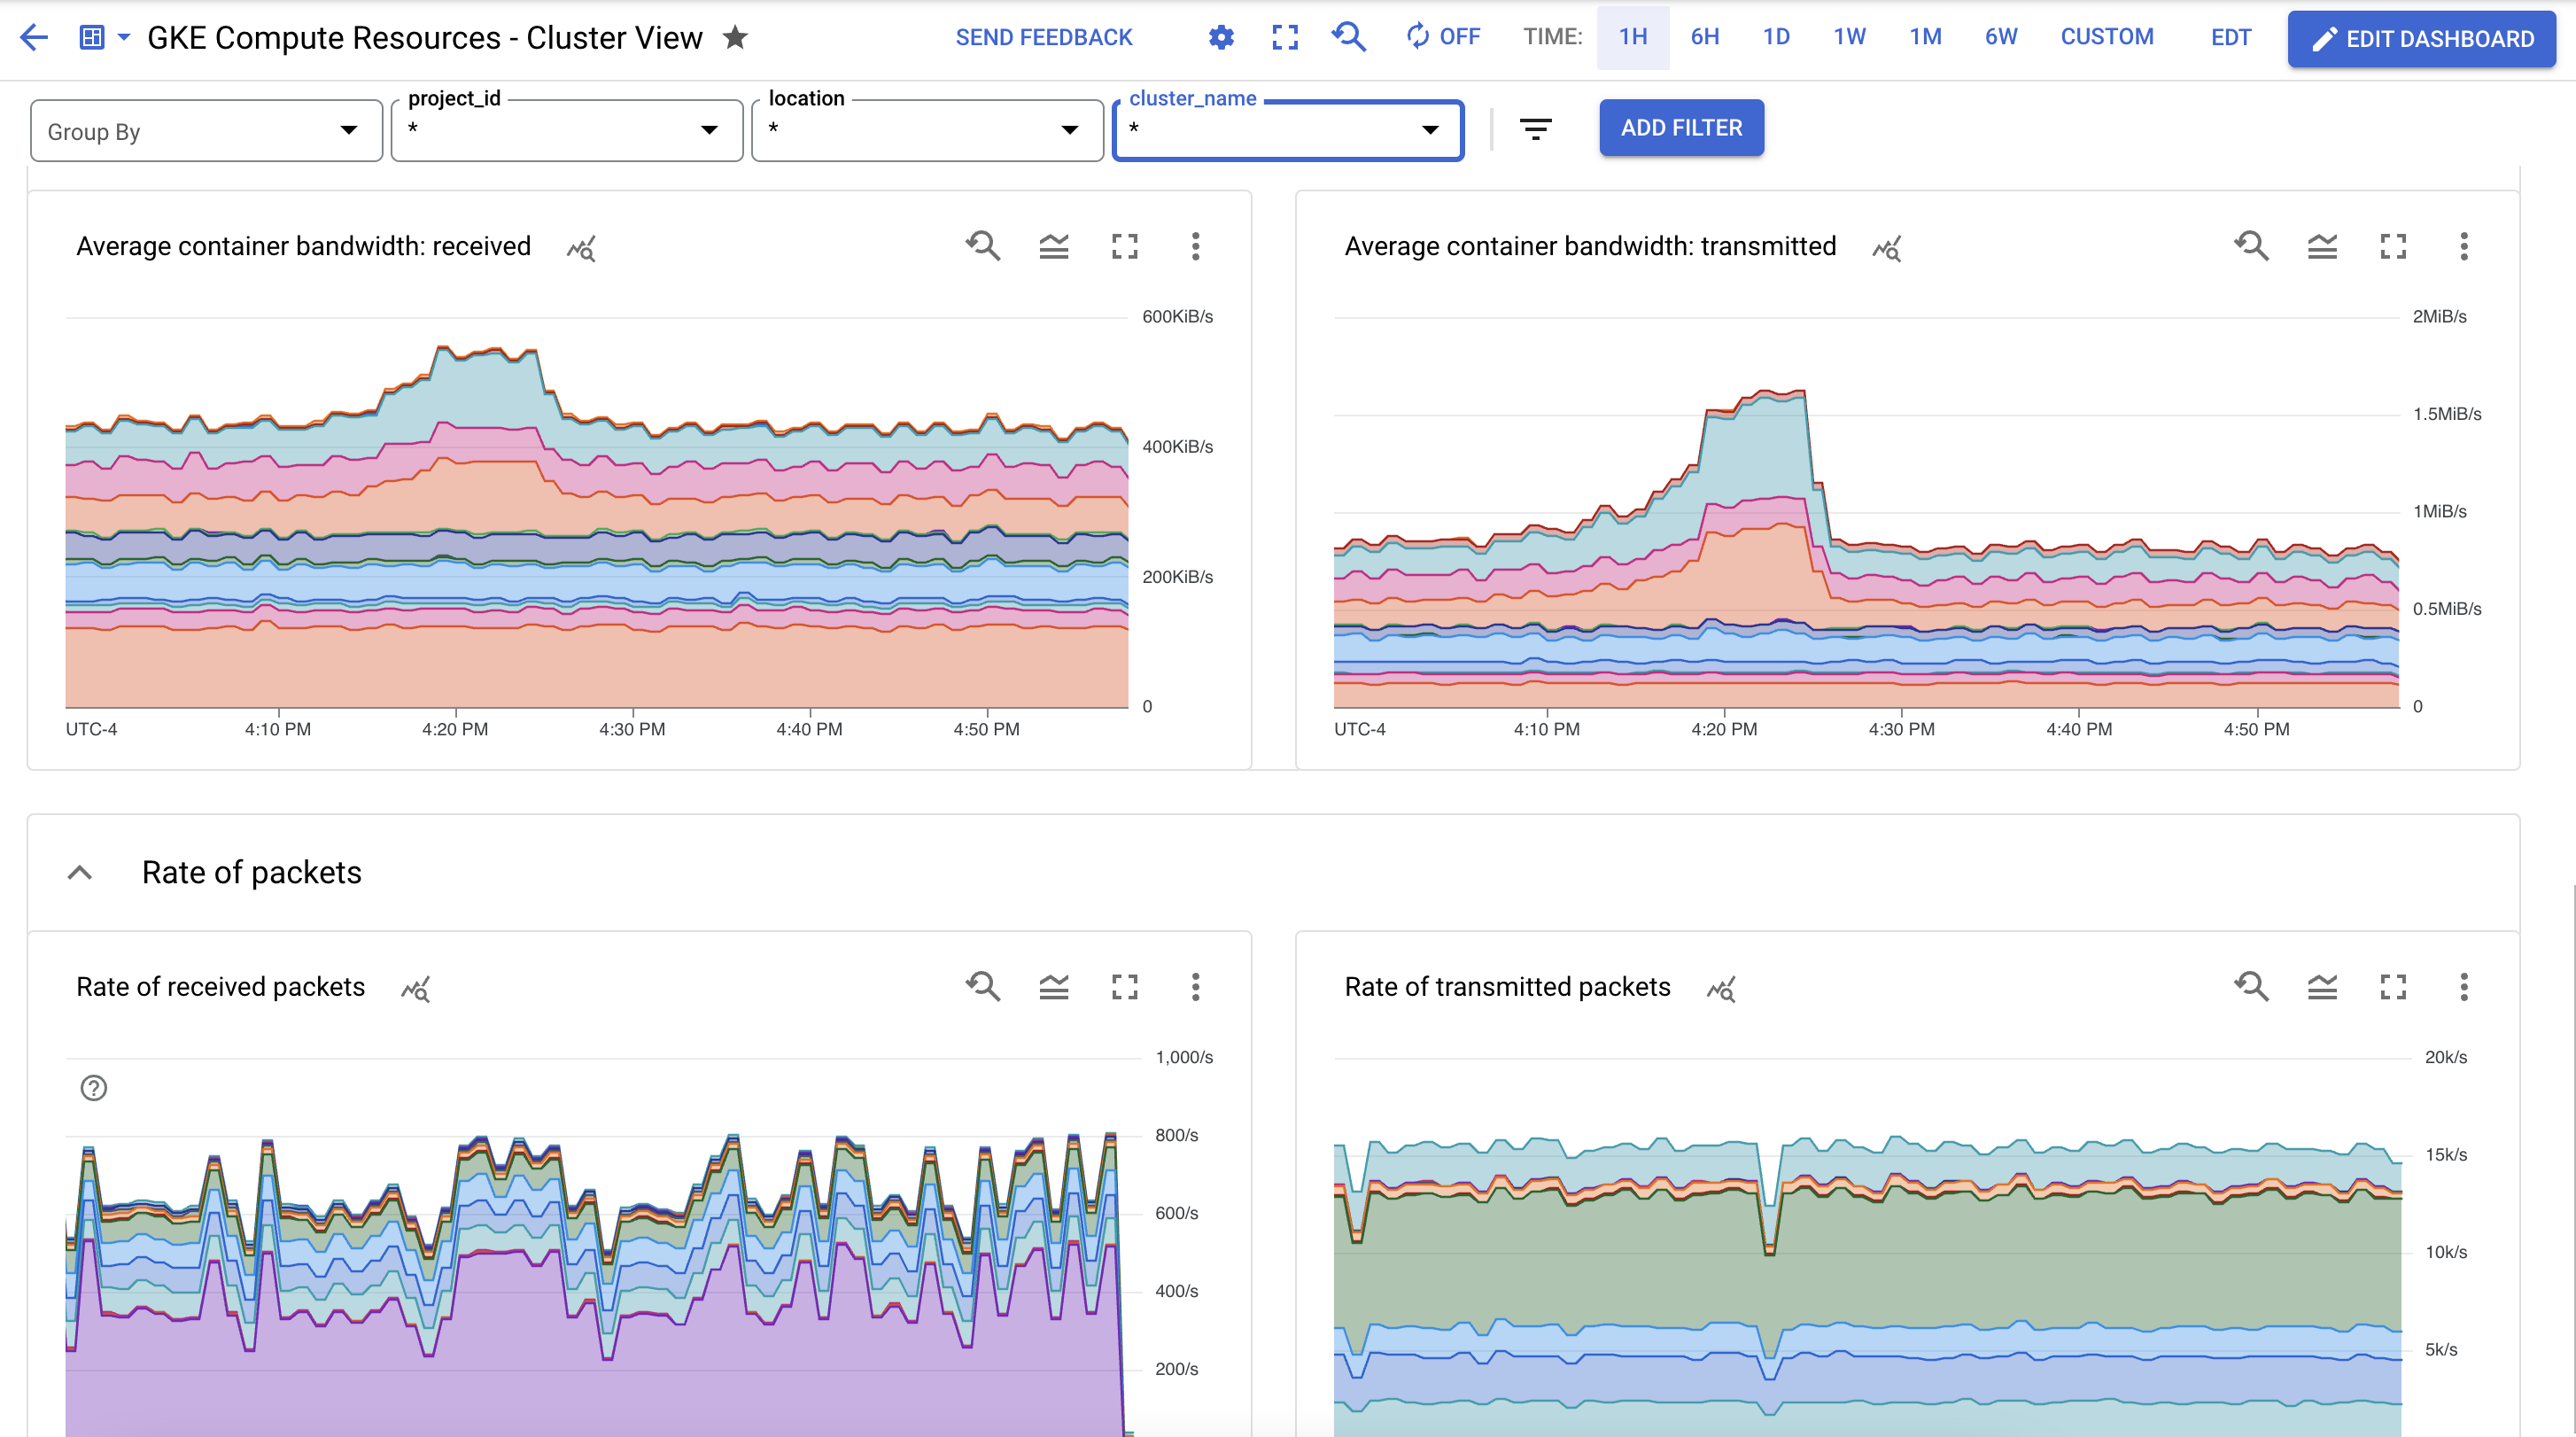 GKE Compute Resources - Cluster View
SEND FEEDBACK
OFF
TIME:
1H
6H
1D
1W
1M
6W
CUSTOM
EDT
EDIT DASHBOARD
Group By
project_id
*
location
*
cluster_name
*
ADD FILTER
Average container bandwidth: received
600KiB/s
400KiB/s
200KiB/s
0
UTC-4
4:10 PM
4:20 PM
4:30 PM
4:40 PM
4:50 PM
Average container bandwidth: transmitted
2MiB/s
1.5MiB/s
1MiB/s
0.5MiB/s
0
UTC-4
4:10 PM
4:20 PM
4:30 PM
4:40 PM
4:50 PM
Rate of packets
Rate of received packets
1,000/s
800/s
600/s
400/s
200/s
Rate of transmitted packets
20k/s
15k/s
10k/s
5k/s